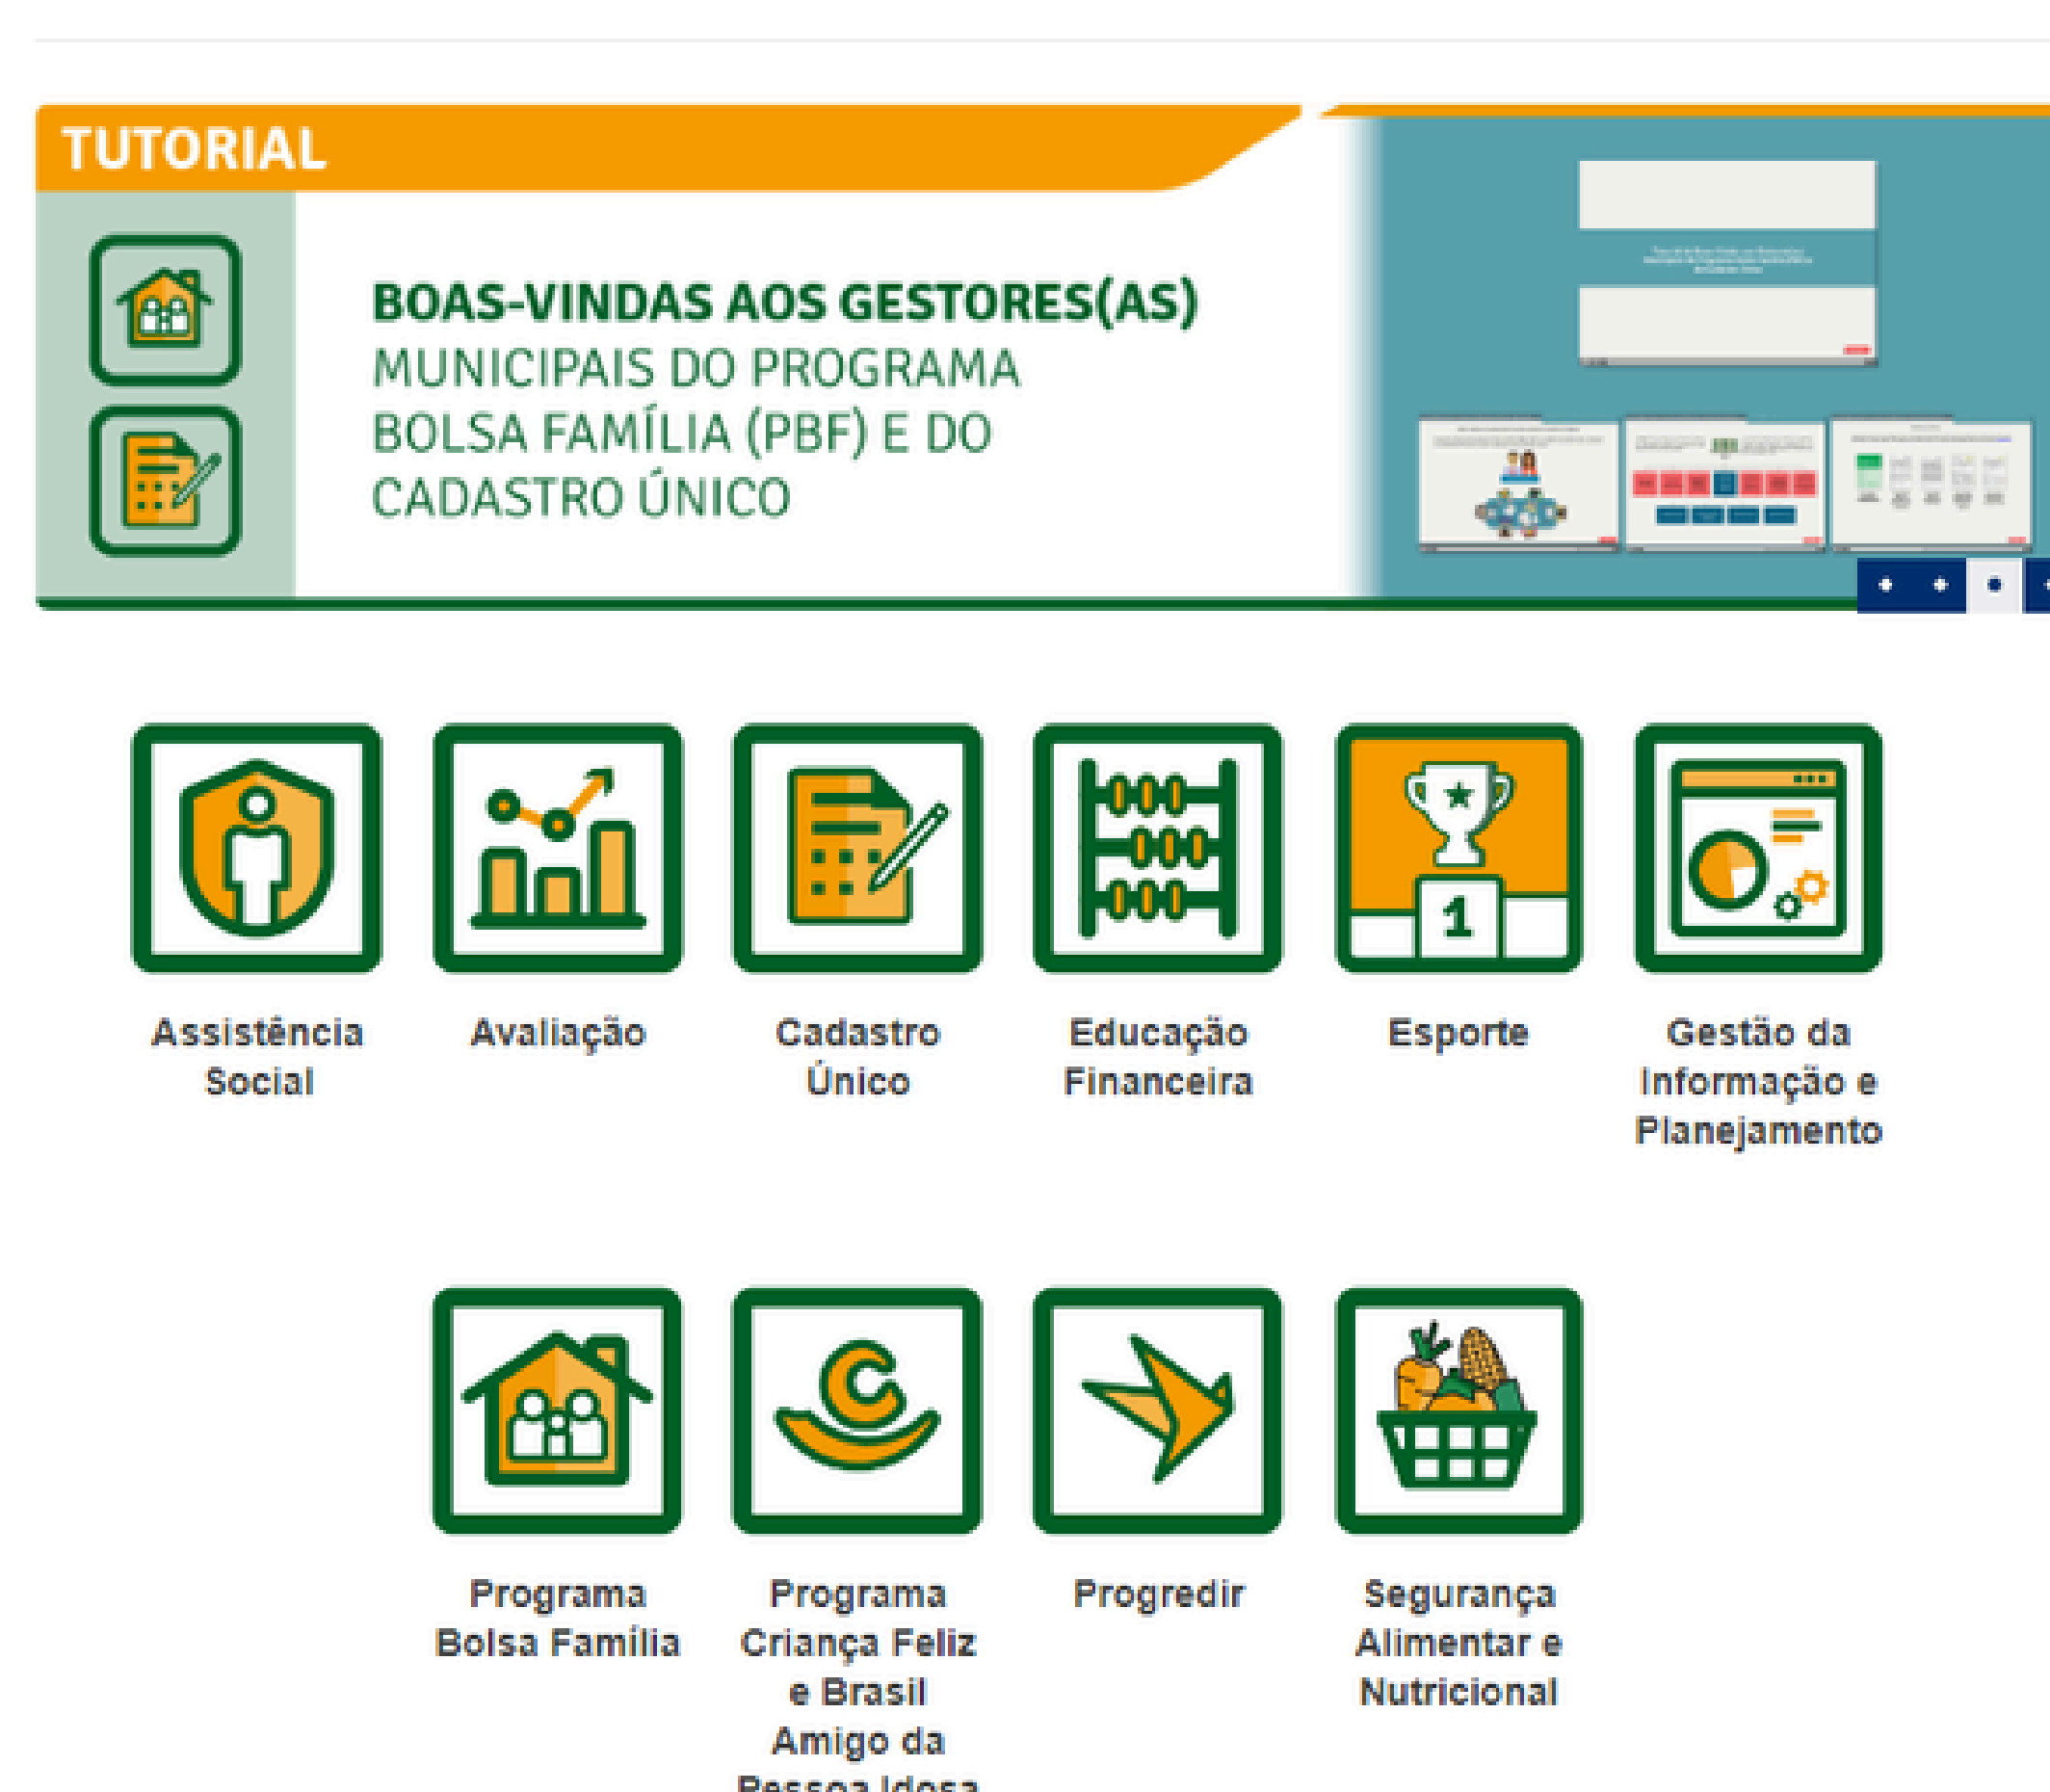 TUTORIAL
BOAS-VINDAS AOS GESTORES(AS)
MUNICIPAIS DO PROGRAMA
BOLSA FAMÍLIA (PBF) E DO
CADASTRO ÚNICO
Assistência
Social
Avaliação
Cadastro
Único
Educação
Financeira
1
Esporte
Gestão da
Informação e
Planejamento
Programa
Bolsa Família
Programa
Criança Feliz
e Brasil
Amigo da
Pessoa Idosa
Progredir
Segurança
Alimentar e
Nutricional